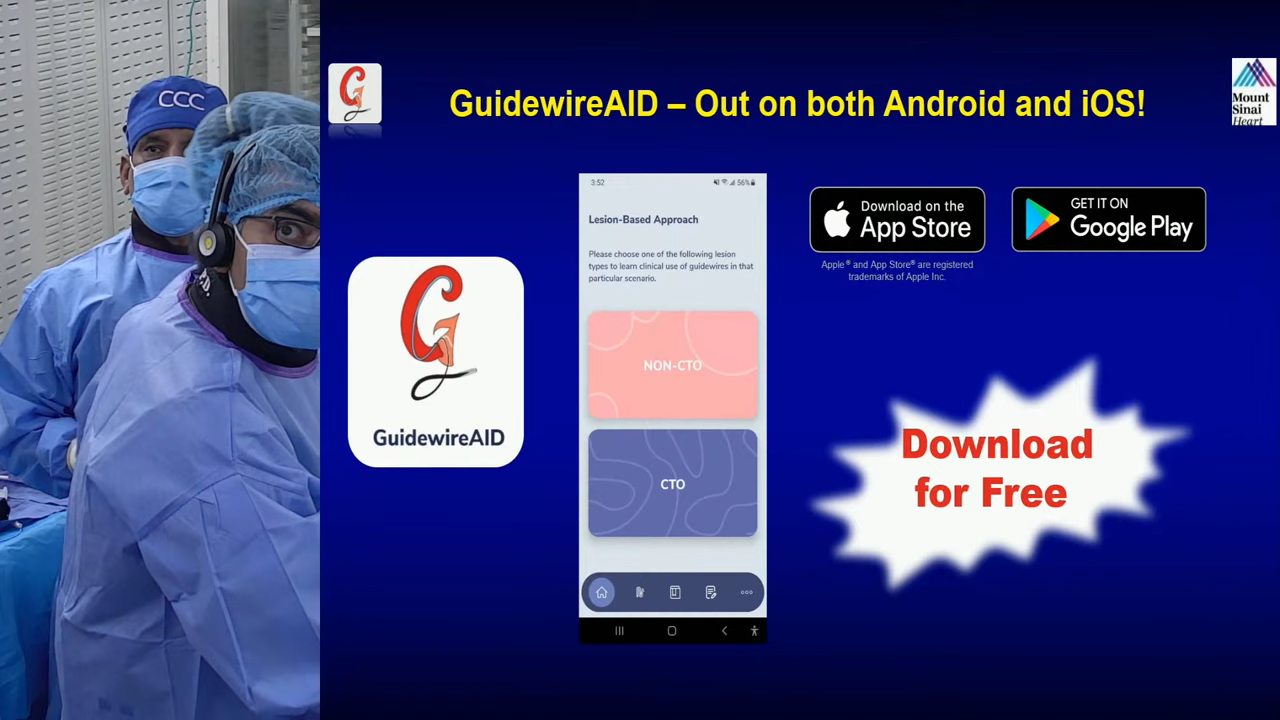 CCC
GuidewireAID – Out on both Android and iOS!
Mount
Sinai
Heart
GuidewireAID
3:52
56%
Lesion-Based Approach
Please choose one of the following lesion
types to learn clinical use of guidewires in that
particular scenario.
NON-CTO
CTO
Download on the
App Store
GET IT ON
Google Play
Apple® and App Store® are registered
trademarks of Apple Inc.
Download
for Free